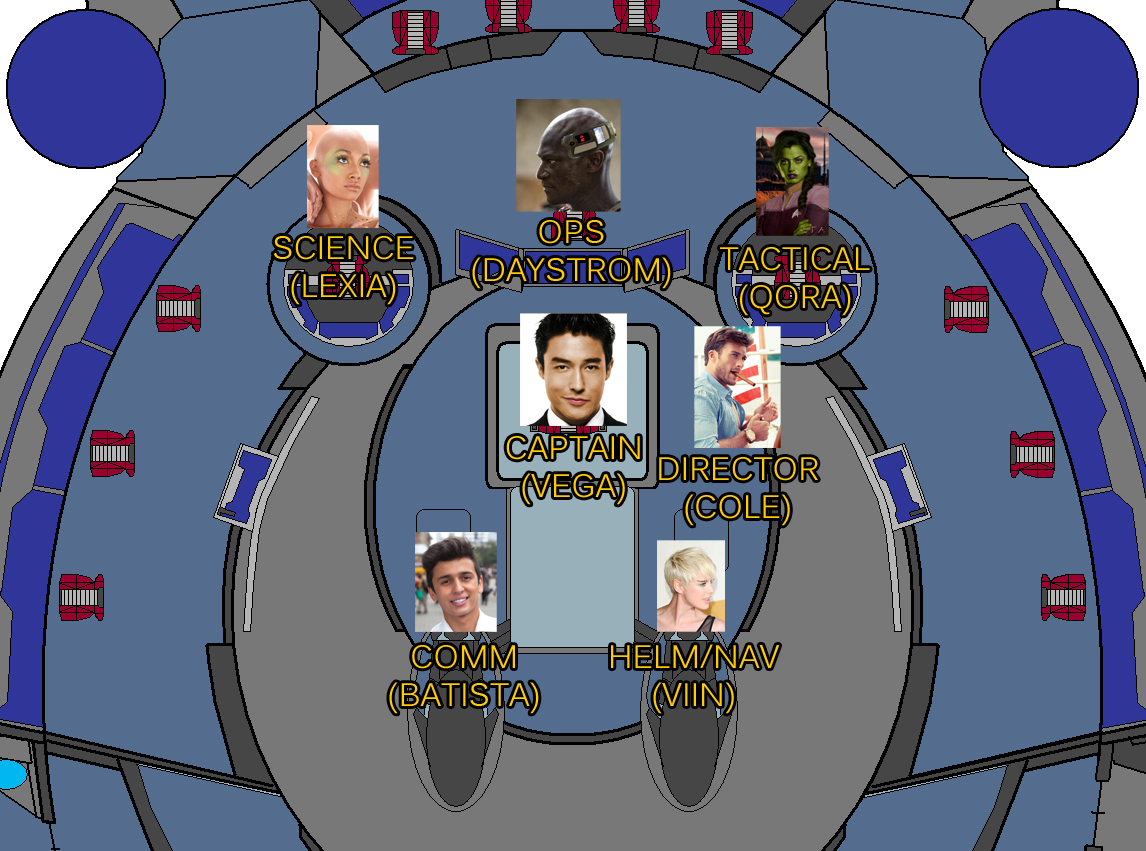 SCIENCE
(LEXIA)
OPS
(DAYSTROM)
TACTICAL
(QORA)
CAPTAIN
(VEGA)
DIRECTOR
(COLE)
COMM
(BATISTA)
HELM/NAV
(VIIN)